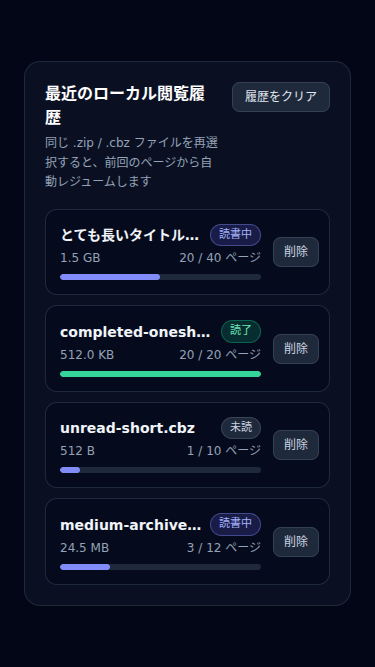 最近のローカル閲覧履
歴
履歴をクリア
同じ .zip / .cbz ファイルを再選
択すると、前回のページから自
動レジュームします
とても長いタイトル... 読書中
1.5 GB 20 / 40 ページ
削除
completed-onesh... 読了
512.0 KB 20 / 20 ページ
削除
unread-short.cbz 未読
512 B 1 / 10 ページ
削除
medium-archive... 読書中
24.5 MB 3 / 12 ページ
削除